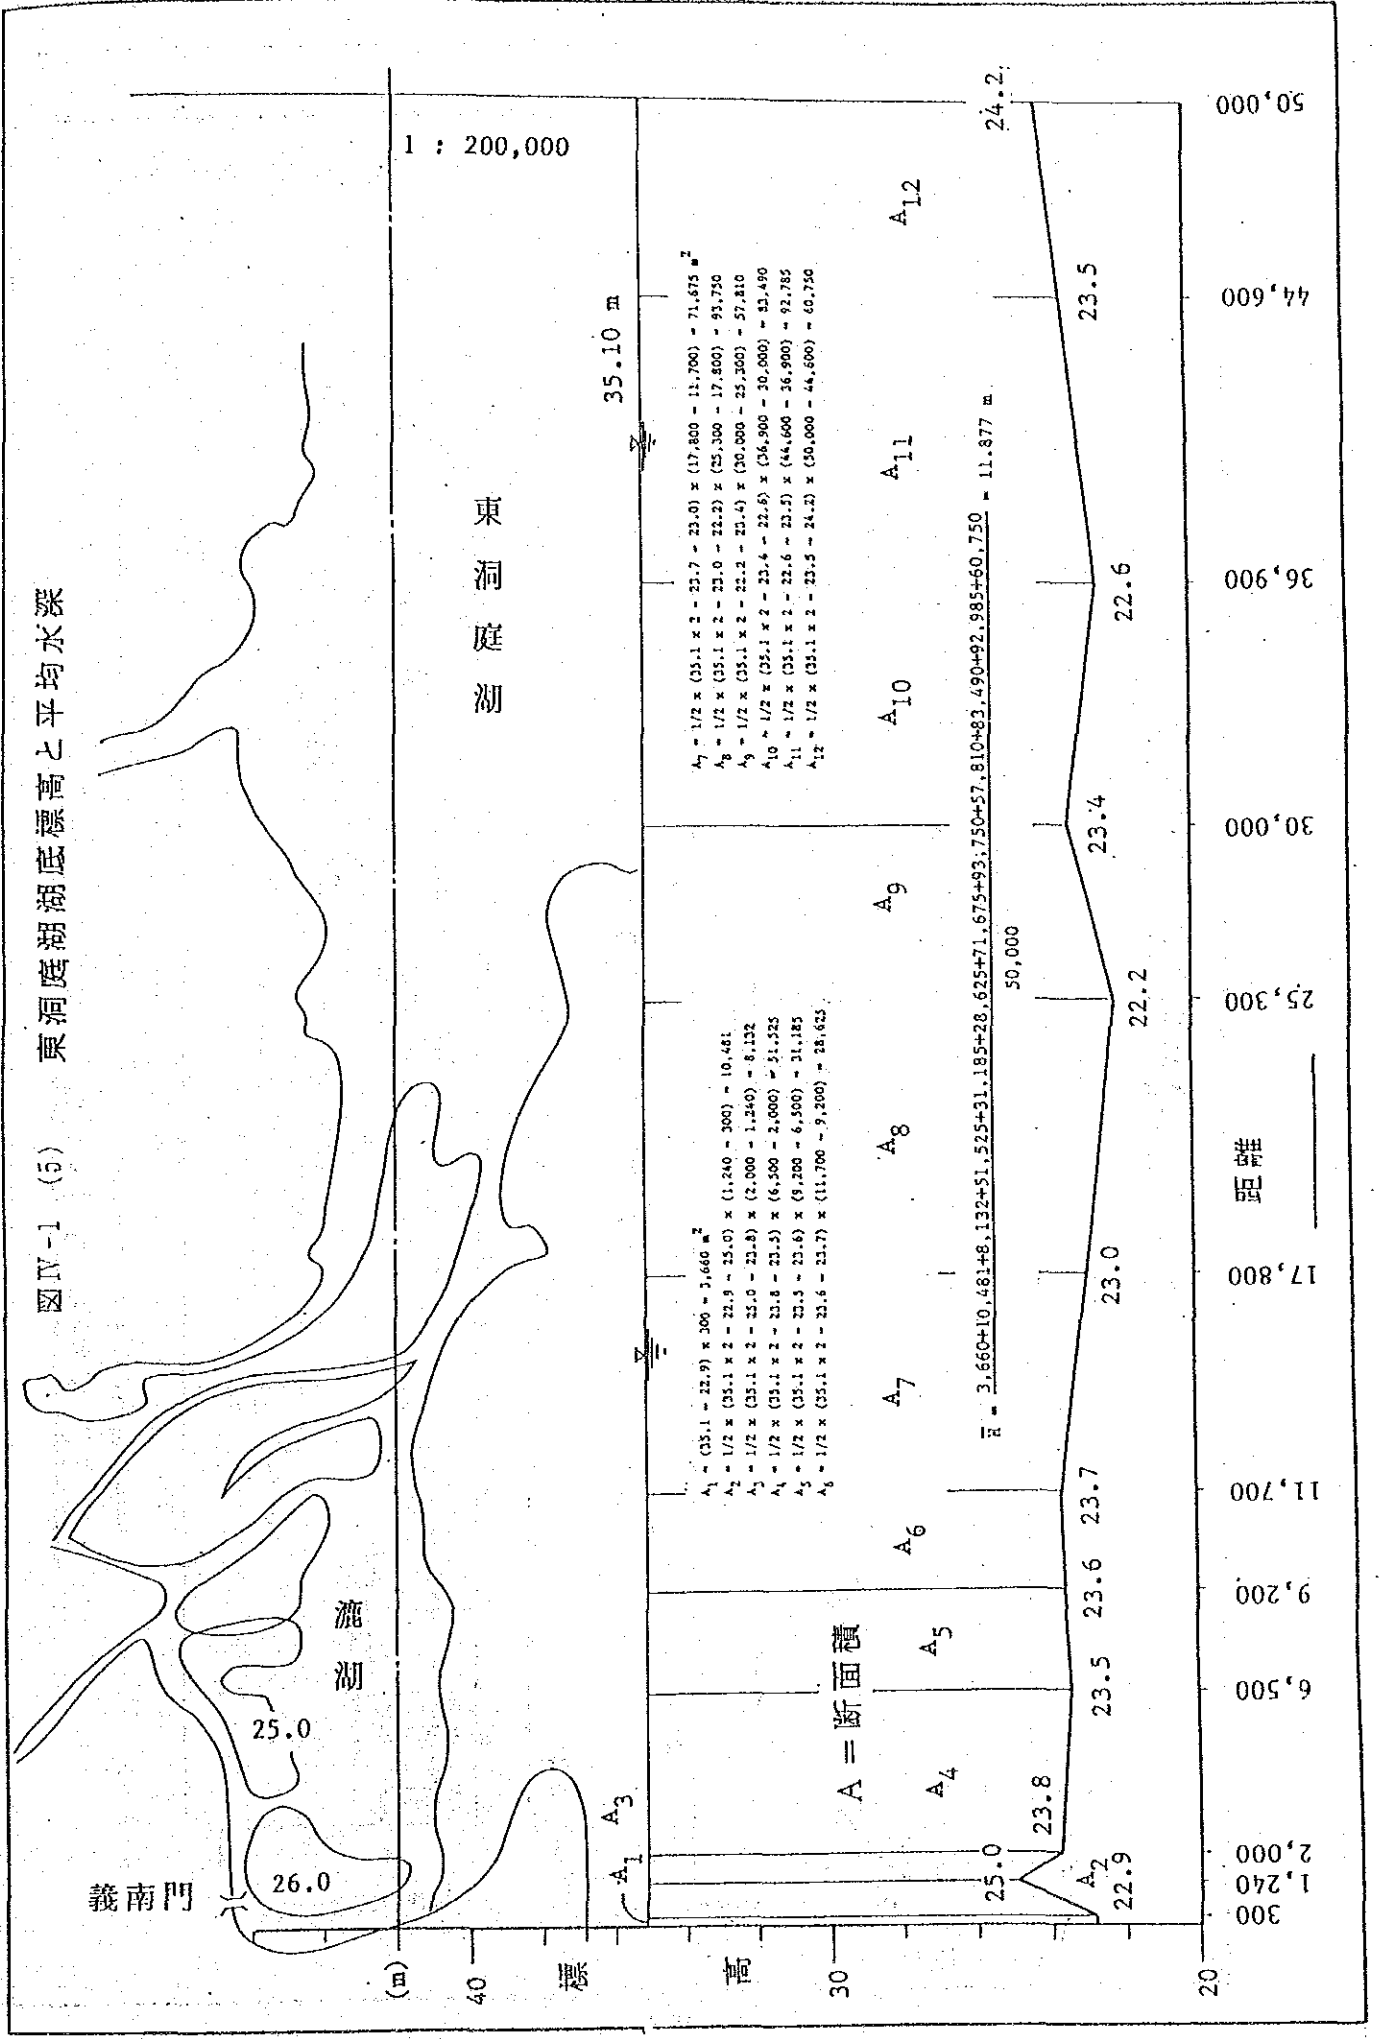 図Ⅳ-1 (5) 東洞庭湖湖底標高と平均水深
1 : 200,000
義南門
26.0
25.0
漉湖
東洞庭湖
(m)
40
標
高
30
20
35.10 m
A1
A3
A = 断面積
A1 = (35.1 - 22.9) x 300 = 3,660 m²
A2 = 1/2 x (35.1 x 2 - 22.9 - 25.0) x (1,240 - 300) = 10,481
A3 = 1/2 x (35.1 x 2 - 25.0 - 23.8) x (2,000 - 1,240) = 8,132
A4 = 1/2 x (35.1 x 2 - 23.8 - 23.5) x (6,500 - 2,000) = 51,525
A5 = 1/2 x (35.1 x 2 - 23.5 - 23.6) x (9,200 - 6,500) = 31,185
A6 = 1/2 x (35.1 x 2 - 23.6 - 23.7) x (11,700 - 9,200) = 28,625
A7 = 1/2 x (35.1 x 2 - 23.7 - 23.0) x (17,800 - 11,700) = 71,675 m²
A8 = 1/2 x (35.1 x 2 - 23.0 - 22.2) x (25,300 - 17,800) = 93,750
A9 = 1/2 x (35.1 x 2 - 22.2 - 23.4) x (30,000 - 25,300) = 57,810
A10 = 1/2 x (35.1 x 2 - 23.4 - 22.6) x (36,900 - 30,000) = 83,490
A11 = 1/2 x (35.1 x 2 - 22.6 - 23.5) x (44,600 - 36,900) = 92,785
A12 = 1/2 x (35.1 x 2 - 23.5 - 24.2) x (50,000 - 44,600) = 60,750
A4 A5 A6 A7 A8 A9 A10 A11 A12
H̅ = 3,660+10,481+8,132+51,525+31,185+28,625+71,675+93,750+57,810+83,490+92,985+60,750 = 11.877 m
50,000
A2
22.9 25.0 23.8 23.5 23.6 23.7 23.0 22.2 23.4 22.6 23.5 24.2
300 1,240 2,000 6,500 9,200 11,700 17,800 25,300 30,000 36,900 44,600 50,000
距離